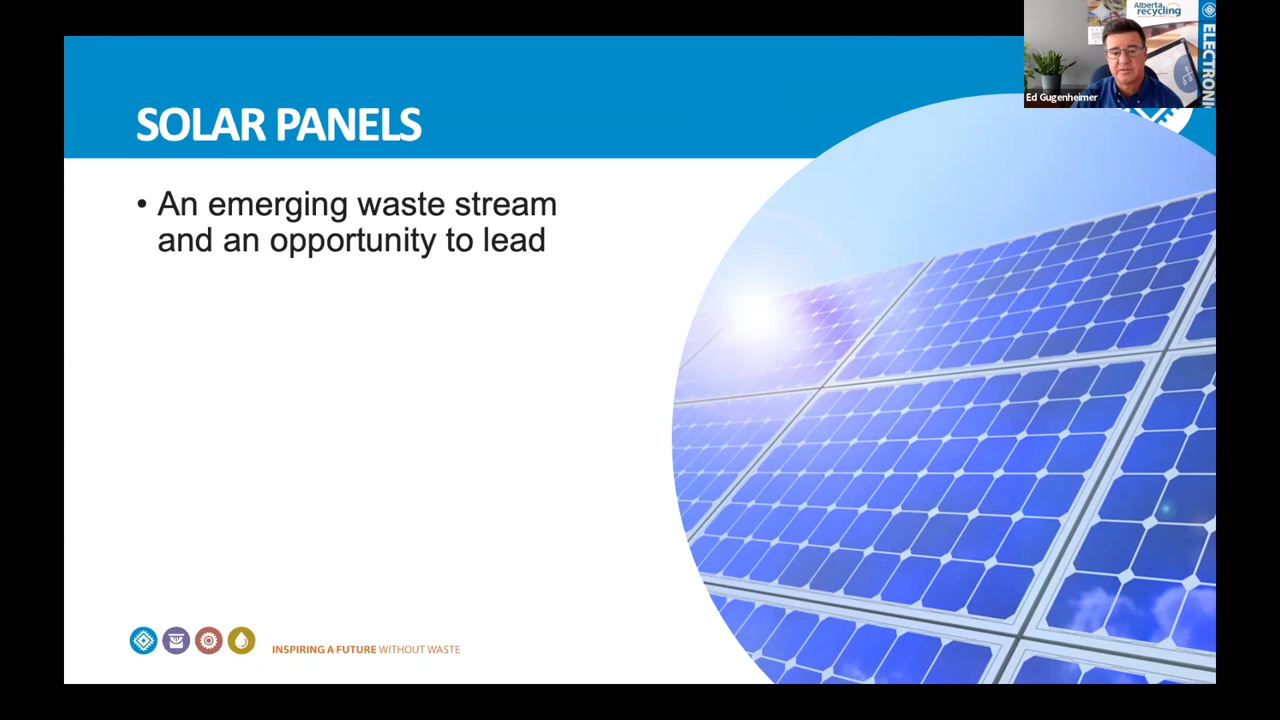 Alberta
recycling
ELECTRONI
Ed Gugenheimer
SOLAR PANELS
• An emerging waste stream
and an opportunity to lead
INSPIRING A FUTURE WITHOUT WASTE